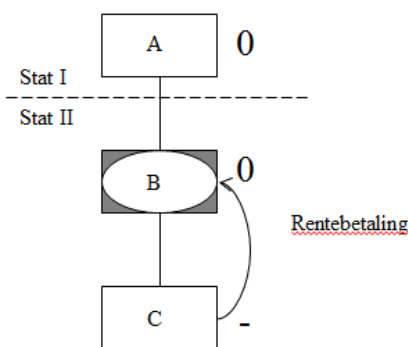 A 0
Stat I
Stat II
B 0
Rentebetaling
C -